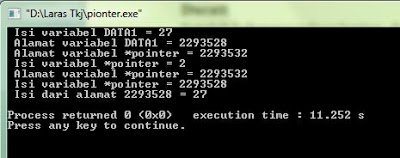 "D:\Laras Tkj\pionter.exe"
Isi variabel DATA1 = 27
Alamat variabel DATA1 = 2293528
Alamat variabel *pointer = 2293532
Isi variabel *pointer = 2
Alamat variabel *pointer = 2293532
Isi variabel *pointer = 2293528
Isi dari alamat 2293528 = 27
Process returned 0 (0x0)   execution time : 11.252 s
Press any key to continue.